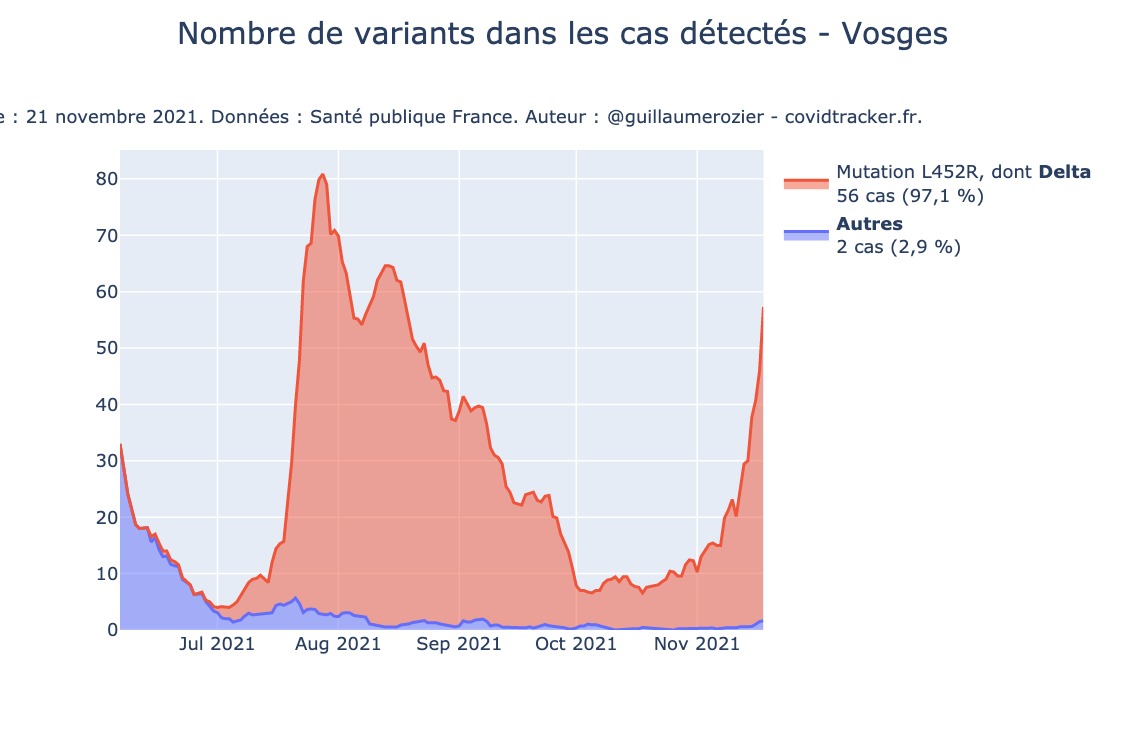 Nombre de variants dans les cas détectés - Vosges
: 21 novembre 2021. Données : Santé publique France. Auteur : @guillaumerozier - covidtracker.fr.
Mutation L452R, dont Delta
56 cas (97,1 %)
Autres
2 cas (2,9 %)
80
70
60
50
40
30
20
10
0
Jul 2021 Aug 2021 Sep 2021 Oct 2021 Nov 2021